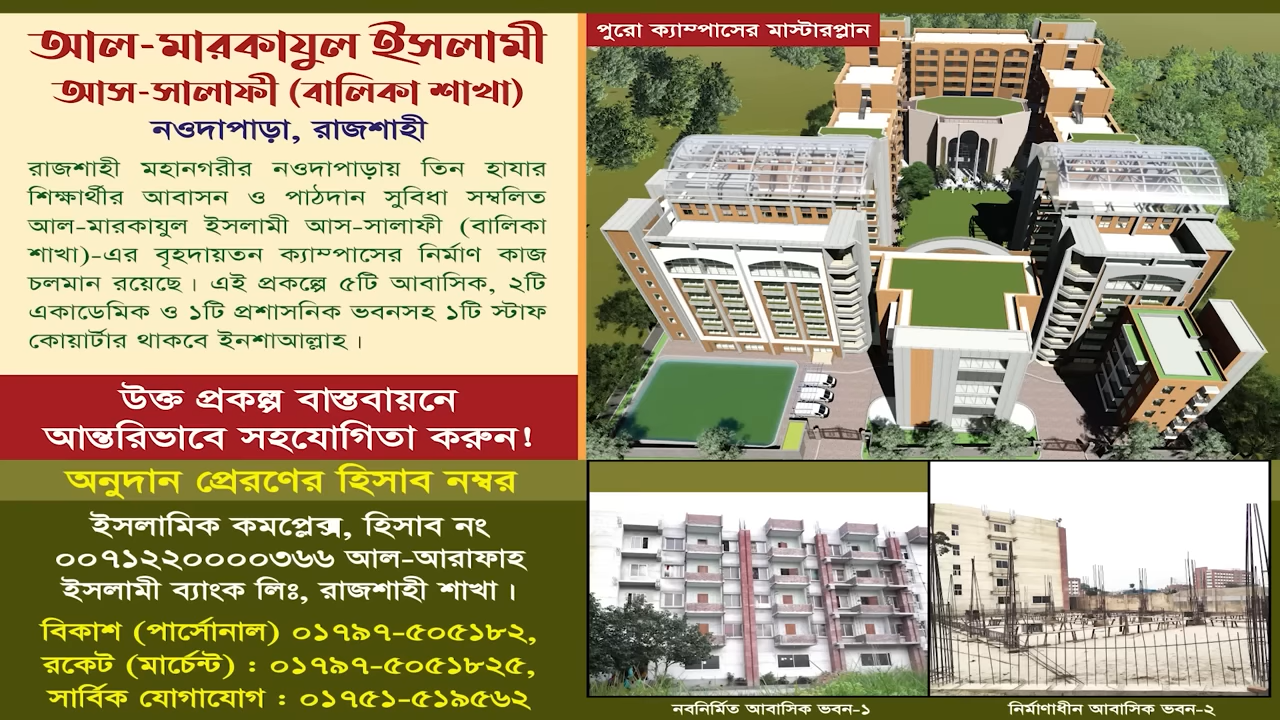 আল-মারকাযুল ইসলামী
আস-সালাফী (বালিকা শাখা)
নওদাপাড়া, রাজশাহী
রাজশাহী মহানগরীর নওদাপাড়ায় তিন হাযার
শিক্ষার্থীর আবাসন ও পাঠদান সুবিধা সম্বলিত
আল-মারকাযুল ইসলামী আস-সালাফী (বালিকা
শাখা)-এর বৃহদায়তন ক্যাম্পাসের নির্মাণ কাজ
চলমান রয়েছে। এই প্রকল্পে ৫টি আবাসিক, ২টি
একাডেমিক ও ১টি প্রশাসনিক ভবনসহ ১টি স্টাফ
কোয়ার্টার থাকবে ইনশাআল্লাহ।
উক্ত প্রকল্প বাস্তবায়নে
আন্তরিভাবে সহযোগিতা করুন!
অনুদান প্রেরণের হিসাব নম্বর
ইসলামিক কমপ্লেক্স, হিসাব নং
০০৭১২২০০০০৩৬৬ আল-আরাফাহ
ইসলামী ব্যাংক লিঃ, রাজশাহী শাখা।
বিকাশ (পার্সোনাল) ০১৭৯৭-৫০৫১৮২,
রকেট (মার্চেন্ট) : ০১৭৯৭-৫০৫১৮২৫,
সার্বিক যোগাযোগ : ০১৭৫১-৫১৯৫৬২
পুরো ক্যাম্পাসের মাস্টারপ্লান
নবনির্মিত আবাসিক ভবন-১
নির্মাণাধীন আবাসিক ভবন-২